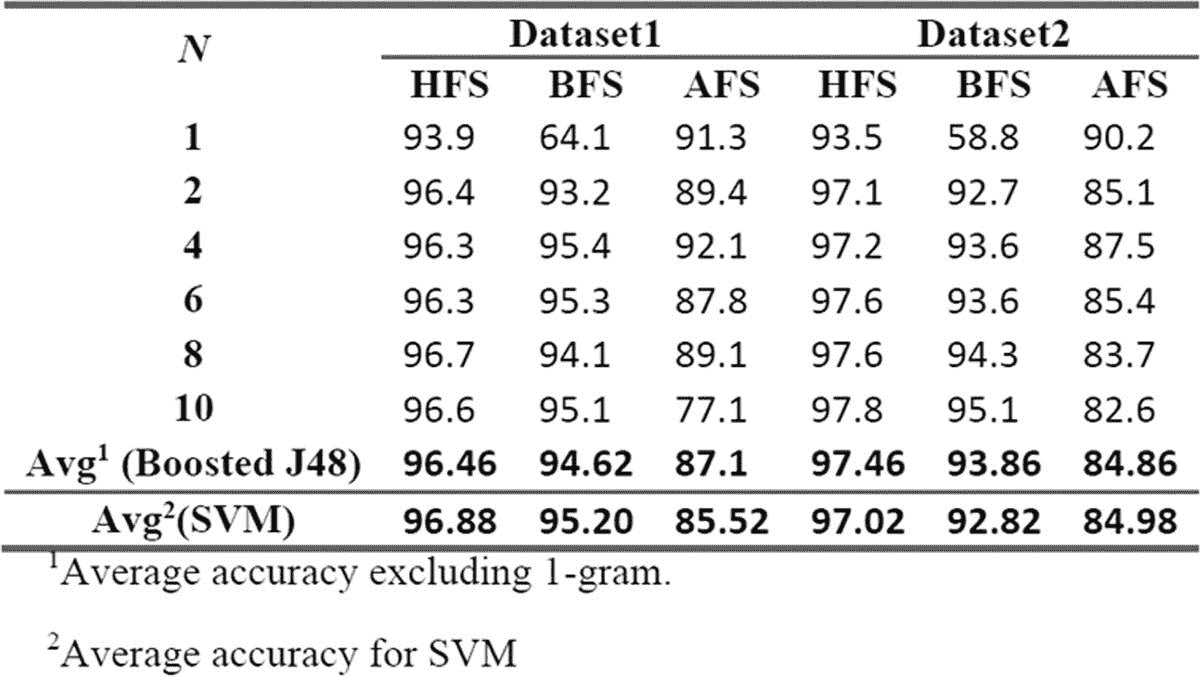 N Dataset1 Dataset2
HFS BFS AFS HFS BFS AFS
1 93.9 64.1 91.3 93.5 58.8 90.2
2 96.4 93.2 89.4 97.1 92.7 85.1
4 96.3 95.4 92.1 97.2 93.6 87.5
6 96.3 95.3 87.8 97.6 93.6 85.4
8 96.7 94.1 89.1 97.6 94.3 83.7
10 96.6 95.1 77.1 97.8 95.1 82.6
Avg¹ (Boosted J48) 96.46 94.62 87.1 97.46 93.86 84.86
Avg²(SVM) 96.88 95.20 85.52 97.02 92.82 84.98
¹Average accuracy excluding 1-gram.
²Average accuracy for SVM